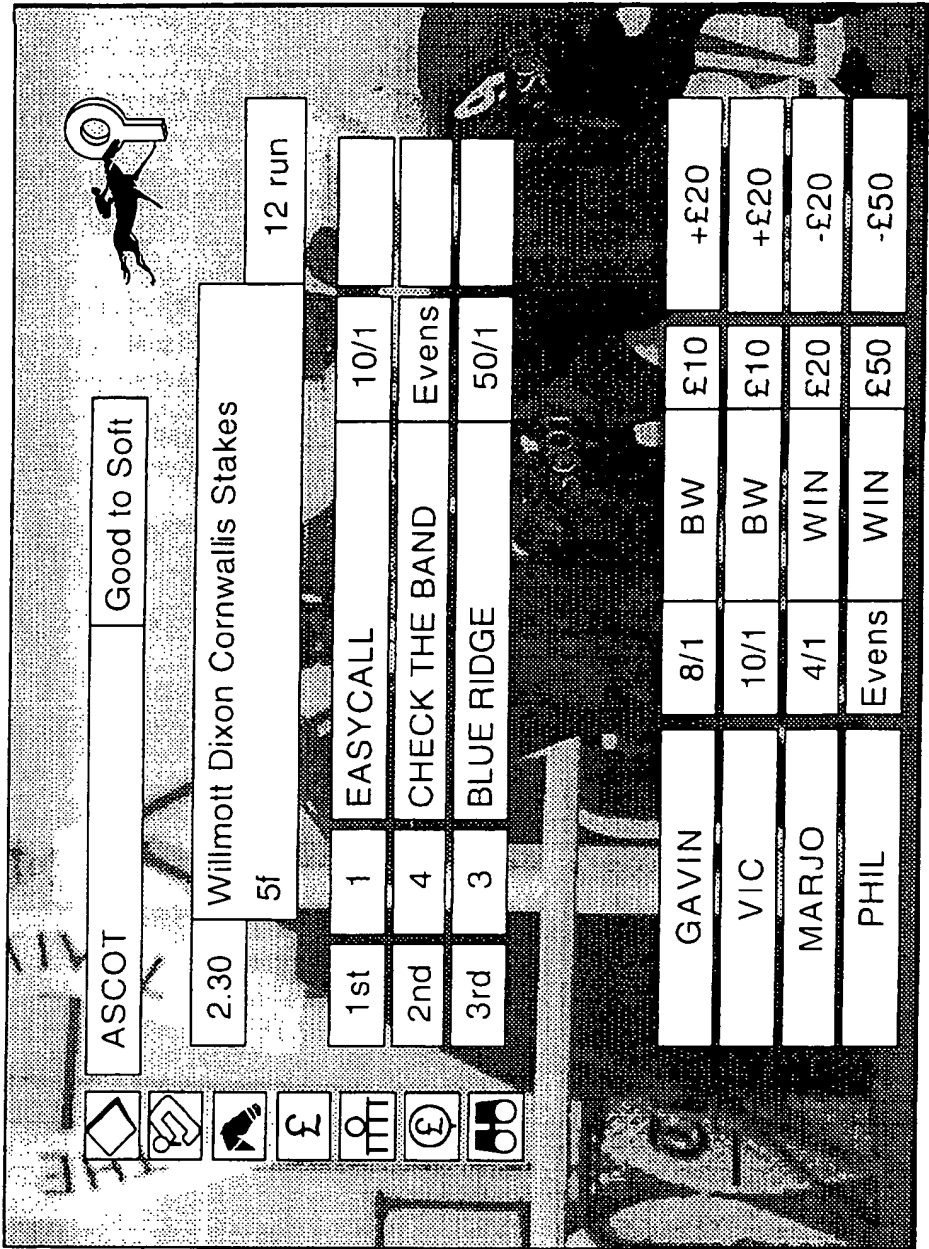 ASCOT Good to Soft
2.30 Willmott Dixon Cornwallis Stakes
5f 12 run
1st 1 EASYCALL 10/1
2nd 4 CHECK THE BAND Evens
3rd 3 BLUE RIDGE 50/1
£
£
GAVIN 8/1 BW £10 +£20
VIC 10/1 BW £10 +£20
MARJO 4/1 WIN £20 -£20
PHIL Evens WIN £50 -£50
THE